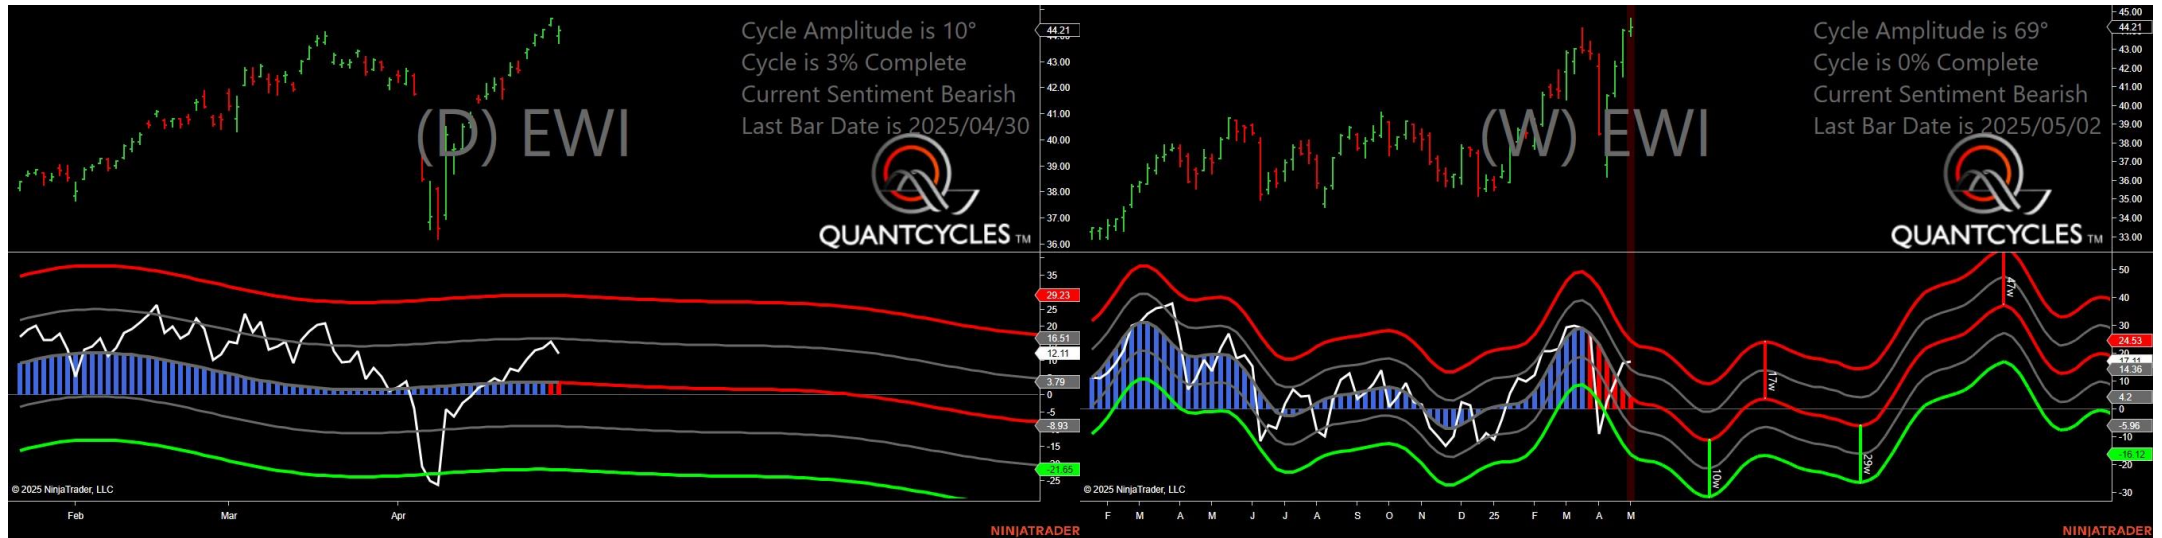 Cycle Amplitude is 10°
Cycle is 3% Complete
Current Sentiment Bearish
Last Bar Date is 2025/04/30
(D) EWI
QUANTCYCLES TM
44.21
43.00
42.00
41.00
40.00
39.00
38.00
37.00
36.00
35
29.23
25
20
16.51
12.11
3.79
0
-5
-8.93
-15
-21.65
-25
© 2025 NinjaTrader, LLC
Feb Mar Apr
NINJATRADER
Cycle Amplitude is 69°
Cycle is 0% Complete
Current Sentiment Bearish
Last Bar Date is 2025/05/02
(W) EWI
QUANTCYCLES TM
45.00
44.21
43.00
42.00
41.00
40.00
39.00
38.00
37.00
36.00
35.00
34.00
33.00
50
40
30
24.53
17.11
14.36
10
4.2
0
-5.96
-10
-16.12
-20
-30
10w
17w
29w
47w
© 2025 NinjaTrader, LLC
F M A M J J A S O N D 25 F M A M
NINJATRADER